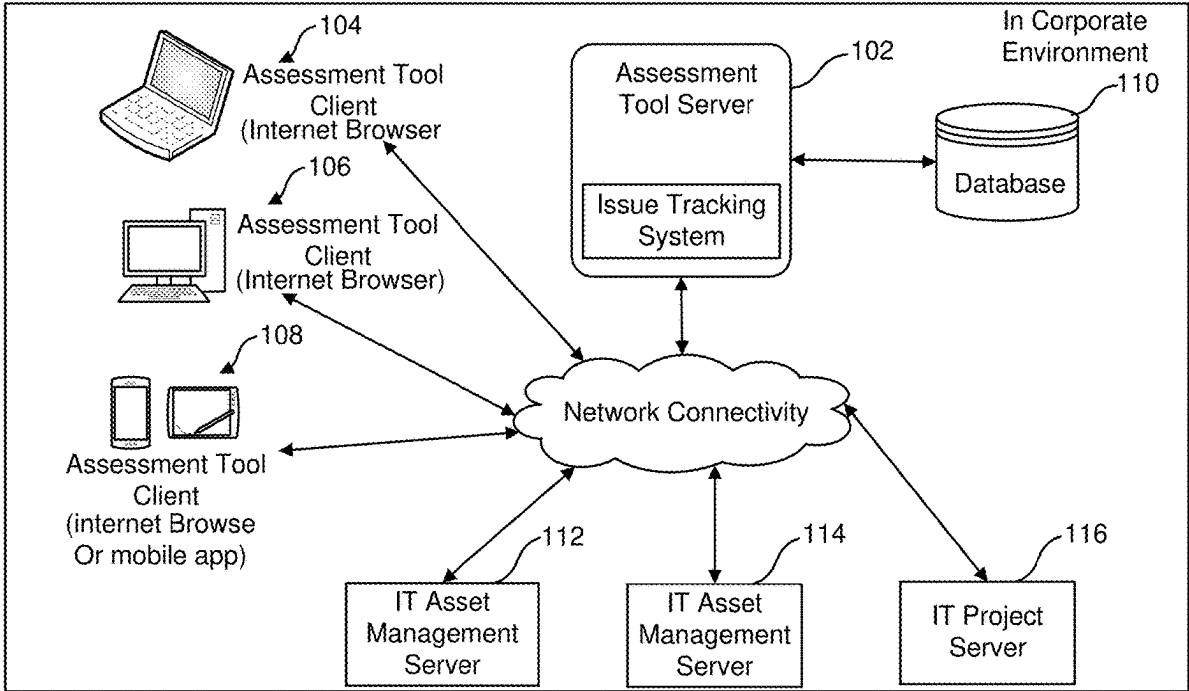 104
Assessment Tool
Client
(Internet Browser
106
Assessment Tool
Client
(Internet Browser)
108
Assessment Tool
Client
(internet Browse
Or mobile app)
Assessment
Tool Server
Issue Tracking
System
102
In Corporate
Environment
110
Database
Network Connectivity
112
IT Asset
Management
Server
114
IT Asset
Management
Server
116
IT Project
Server